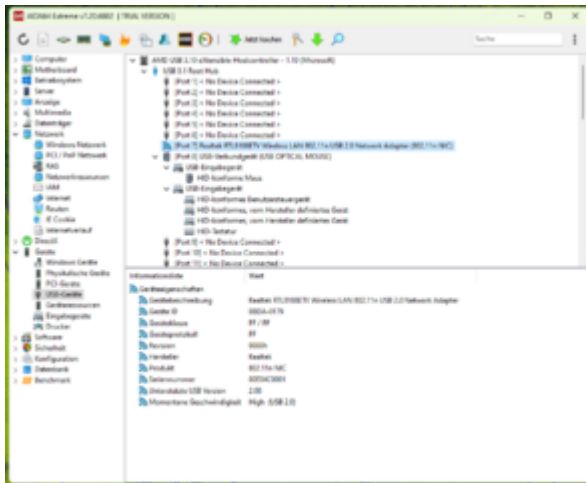 AIDA64 Extreme [ TRIAL VERSION ]
Jetzt kaufen
Suche
Computer
Motherboard
Betriebssystem
Server
Anzeige
Multimedia
Datenträger
Netzwerk
Windows Netzwerk
PCI / PnP Netzwerk
RAS
Netzwerkressourcen
IAM
Internet
Routen
IE Cookie
Internetverlauf
DirectX
Geräte
Windows Geräte
Physikalische Geräte
PCI-Geräte
USB-Geräte
Geräteressourcen
Eingabegeräte
Drucker
Software
Sicherheit
Konfiguration
Datenbank
Benchmark
AMD USB 3.10 eXtensible Hostcontroller - 1.10 (Microsoft)
USB 3.1 Root Hub
[Port 1] < No Device Connected >
[Port 2] < No Device Connected >
[Port 3] < No Device Connected >
[Port 4] < No Device Connected >
[Port 5] < No Device Connected >
[Port 6] < No Device Connected >
[Port 7] Realtek Wireless LAN 802.11n USB 2.0 Network Adapter (802.11n NIC)
[Port 8] USB-Verbundgerät (USB OPTICAL MOUSE)
USB-Eingabegerät
HID-konforme Maus
USB-Eingabegerät
HID-konformes Benutzersteuergerät
HID-konformes, vom Hersteller definiertes Gerät
HID-konformes, vom Hersteller definiertes Gerät
HID-Tastatur
[Port 9] < No Device Connected >
[Port 10] < No Device Connected >
[Port 11] < No Device Connected >
Informationsliste Wert
Geräteeigenschaften
Gerätebeschreibung Realtek Wireless LAN 802.11n USB 2.0 Network Adapter
Geräte ID
Geräteklasse FF / FF
Geräteprotokoll FF
Revision
Hersteller Realtek
Produkt 802.11n NIC
Seriennummer
Unterstützte USB Version 2.00
Momentane Geschwindigkeit High (USB 2.0)